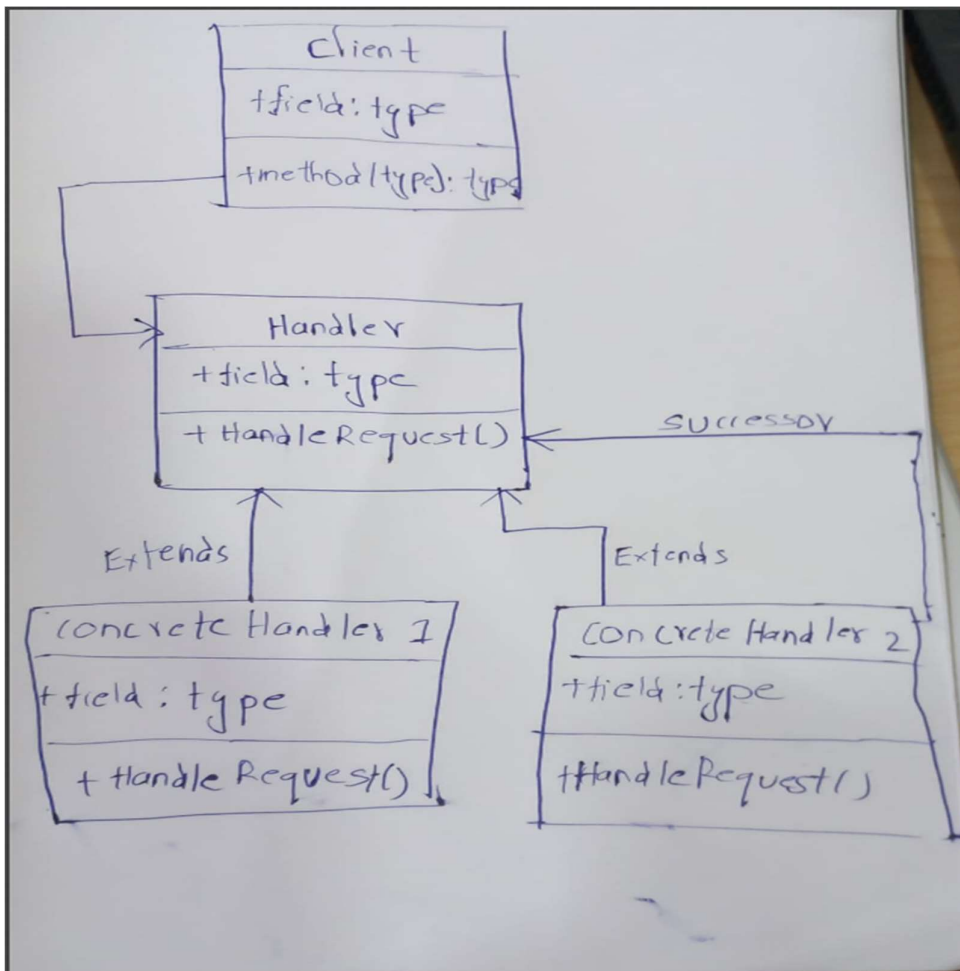 Client
+field: type
+method(type): type
Handler
+field: type
+ HandleRequest()
successor
Extends
Extends
Concrete Handler 1
+field: type
+ HandleRequest()
Concrete Handler 2
+field:type
+HandleRequest()